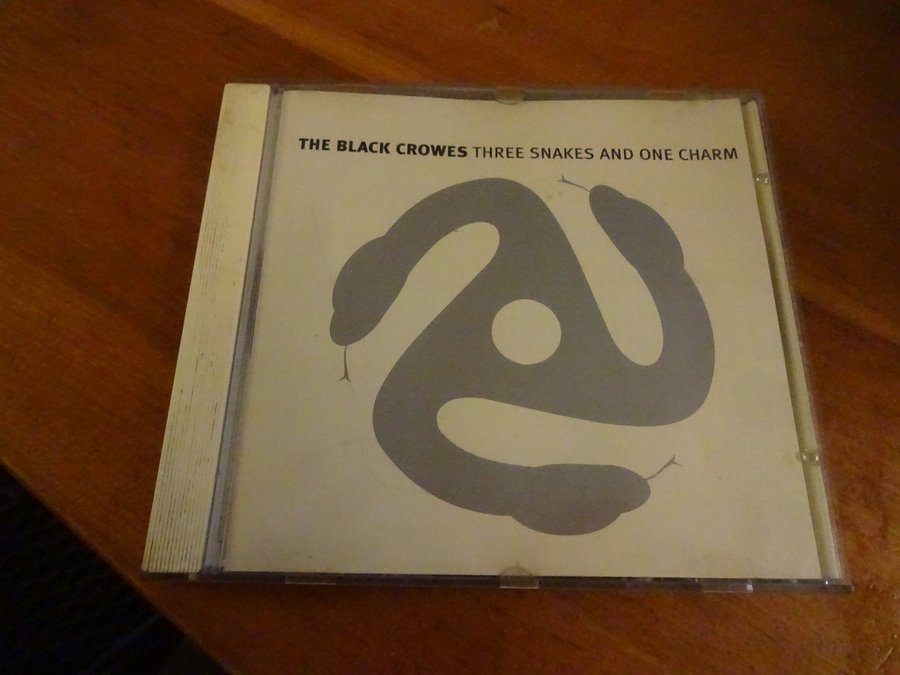 THE BLACK CROWES THREE SNAKES AND ONE CHARM